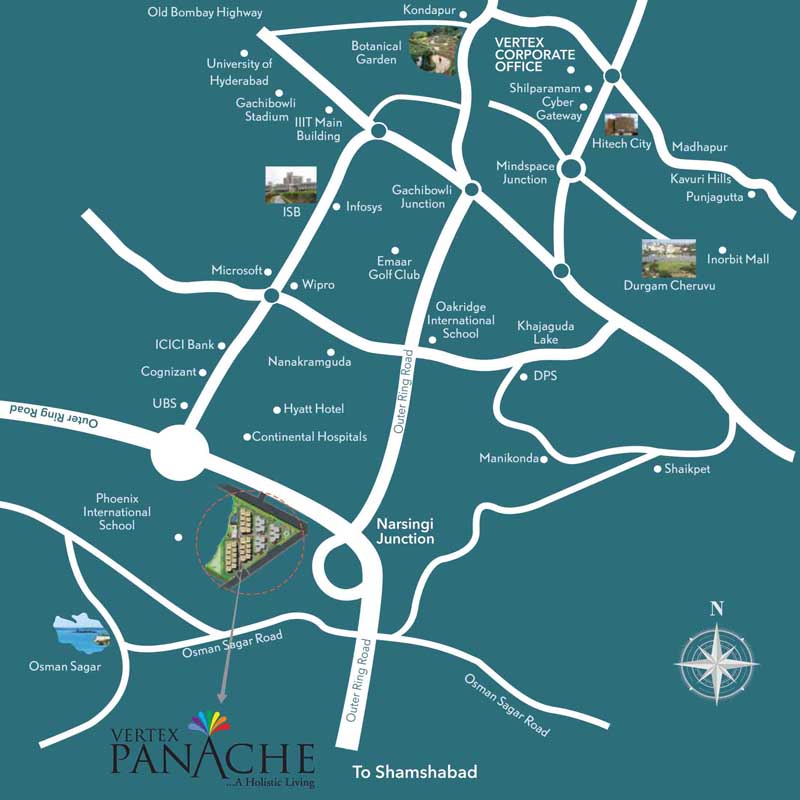 Old Bombay Highway
Kondapur
Botanical
Garden
VERTEX
CORPORATE
OFFICE
University of
Hyderabad
Gachibowli
Stadium
IIIT Main
Building
Shilparamam
Cyber
Gateway
Hitech City
Madhapur
Mindspace
Junction
Kavuri Hills
Punjagutta
ISB
Infosys
Gachibowli
Junction
Emaar
Golf Club
Inorbit Mall
Durgam Cheruvu
Microsoft
Wipro
Oakridge
International
School
Khajaguda
Lake
ICICI Bank
Nanakramguda
Cognizant
DPS
UBS
Hyatt Hotel
Outer Ring Road
Outer Ring Road
Continental Hospitals
Manikonda
Shaikpet
Phoenix
International
School
Narsingi
Junction
N
Osman Sagar
Osman Sagar Road
Outer Ring Road
Osman Sagar Road
VERTEX
PANACHE
...A Holistic Living
To Shamshabad